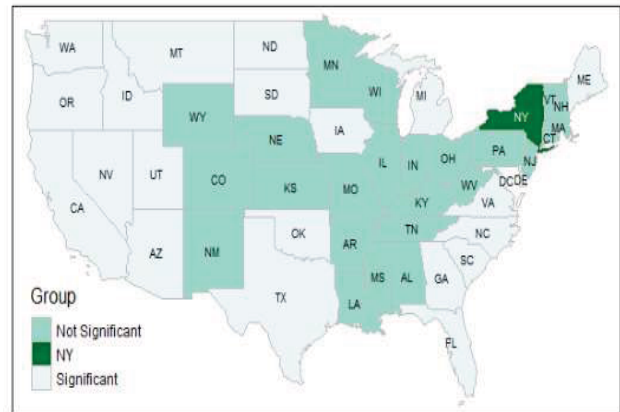 WA
MT
ND
MN
ME
OR
ID
SD
WI
MI
VT
NH
NY
MA
CT
WY
IA
NE
PA
NJ
NV
UT
CO
IL
IN
OH
DC
DE
CA
KS
MO
WV
VA
KY
AZ
NM
OK
AR
TN
NC
SC
TX
MS
AL
GA
LA
FL
Group
Not Significant
NY
Significant